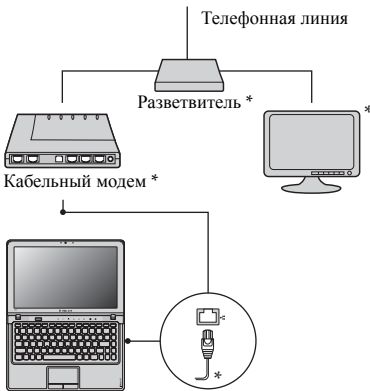 Телефонная линия
Разветвитель *
*
Кабельный модем *
*